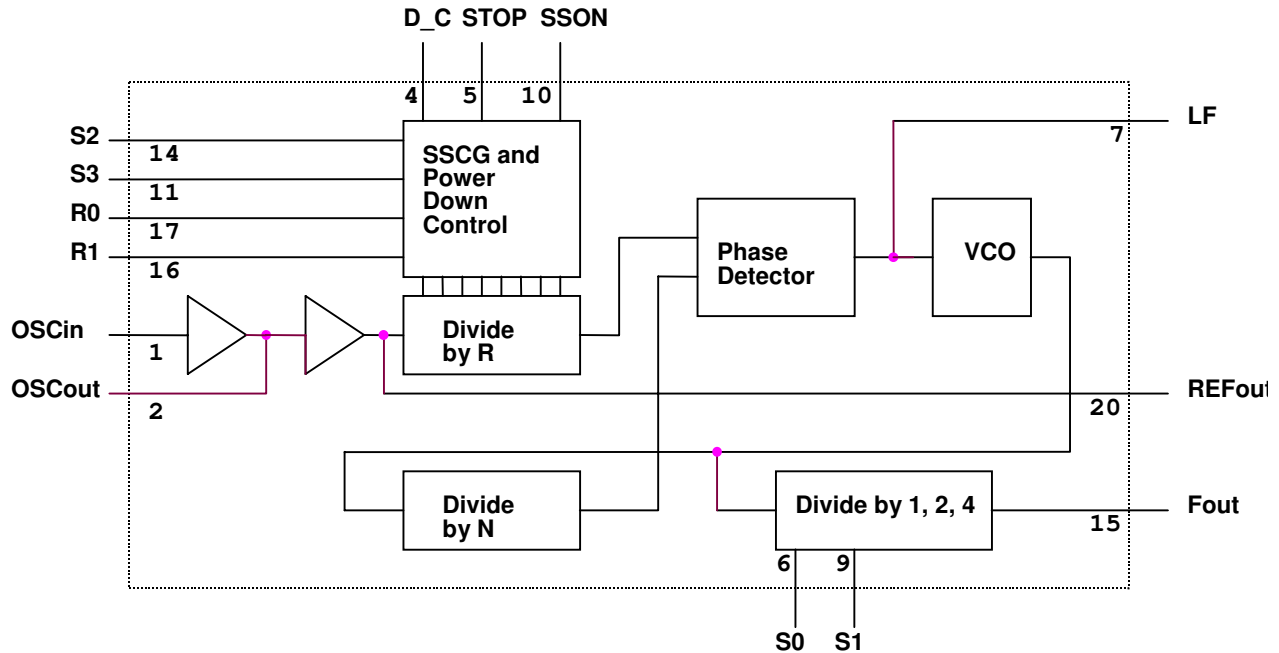 D_C STOP SSON
4 5 10
S2
14
S3
11
R0
17
R1
16
SSCG and
Power
Down
Control
LF
7
Phase
Detector
VCO
OSCin
1
Divide
by R
OSCout
2
REFout
20
Divide
by N
Divide by 1, 2, 4
Fout
15
6 9
S0 S1